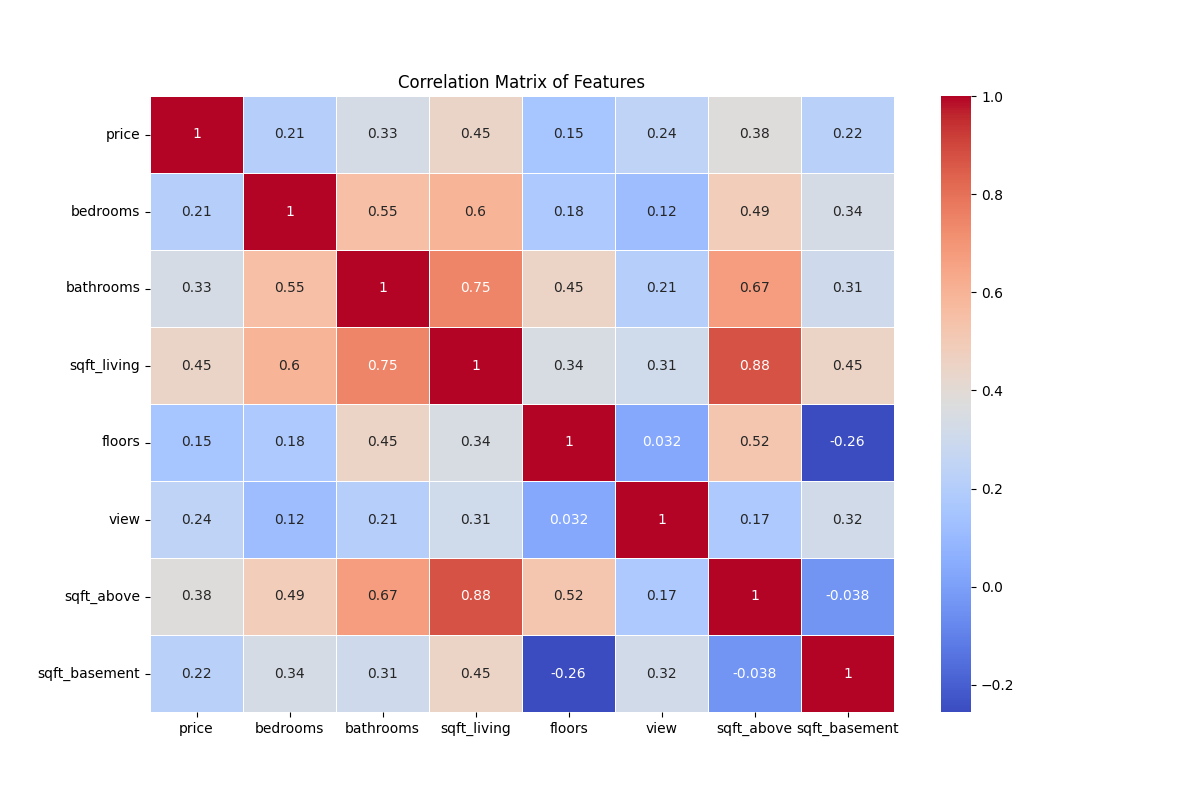 Correlation Matrix of Features
price 1 0.21 0.33 0.45 0.15 0.24 0.38 0.22
bedrooms 0.21 1 0.55 0.6 0.18 0.12 0.49 0.34
bathrooms 0.33 0.55 1 0.75 0.45 0.21 0.67 0.31
sqft_living 0.45 0.6 0.75 1 0.34 0.31 0.88 0.45
floors 0.15 0.18 0.45 0.34 1 0.032 0.52 -0.26
view 0.24 0.12 0.21 0.31 0.032 1 0.17 0.32
sqft_above 0.38 0.49 0.67 0.88 0.52 0.17 1 -0.038
sqft_basement 0.22 0.34 0.31 0.45 -0.26 0.32 -0.038 1
price bedrooms bathrooms sqft_living floors view sqft_above sqft_basement
1.0
0.8
0.6
0.4
0.2
0.0
−0.2